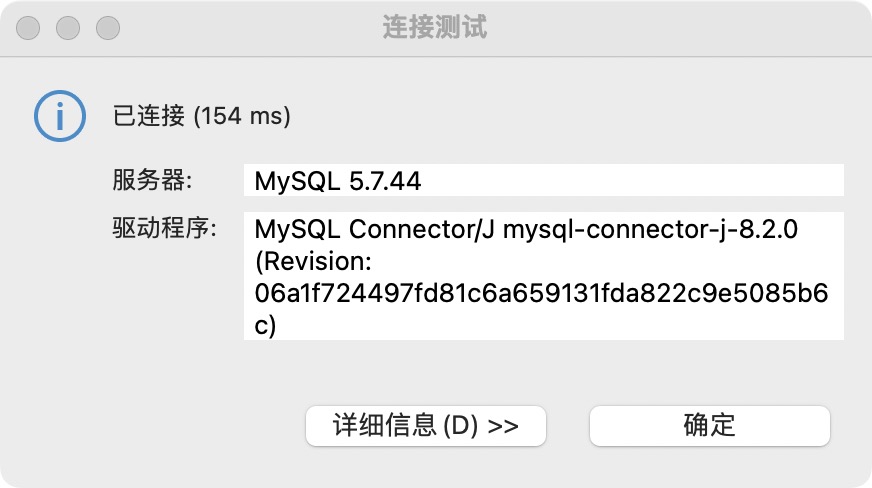 连接测试
已连接 (154 ms)
服务器: MySQL 5.7.44
驱动程序: MySQL Connector/J mysql-connector-j-8.2.0
(Revision:
06a1f724497fd81c6a659131fda822c9e5085b6
c)
详细信息(D) >> 确定